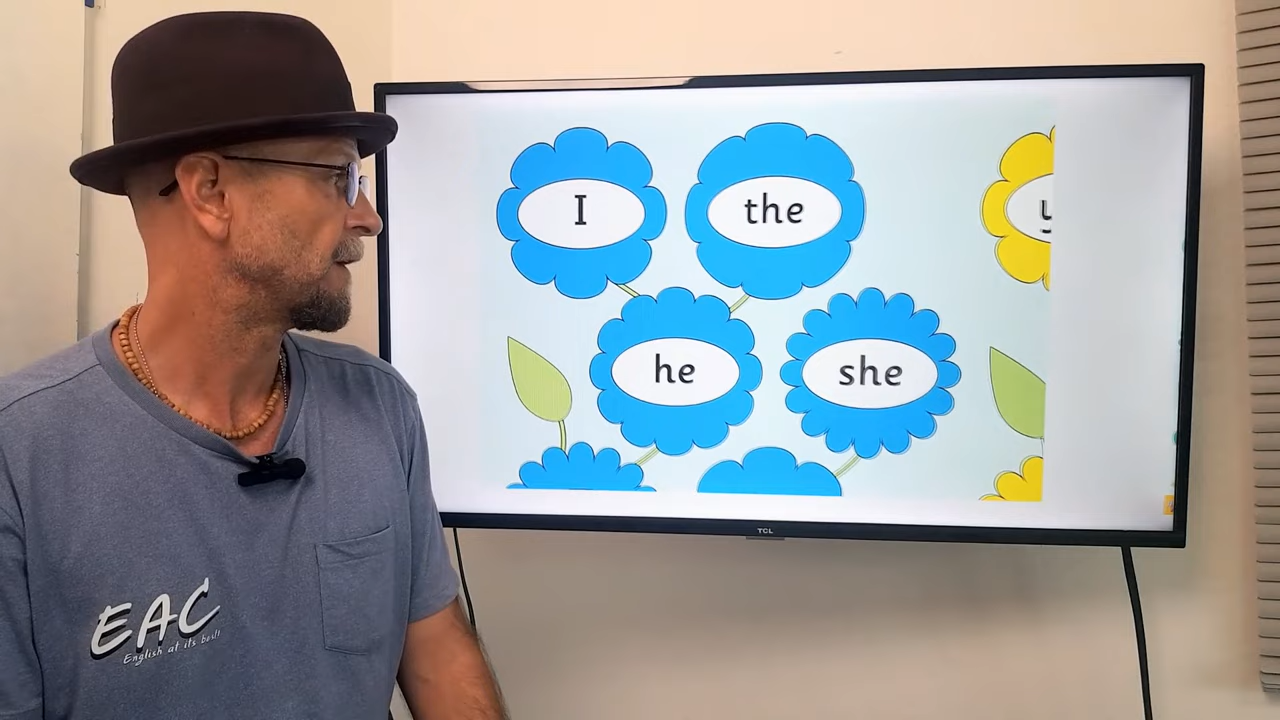 I
the
y
he
she
TCL
EAC
English at its best!